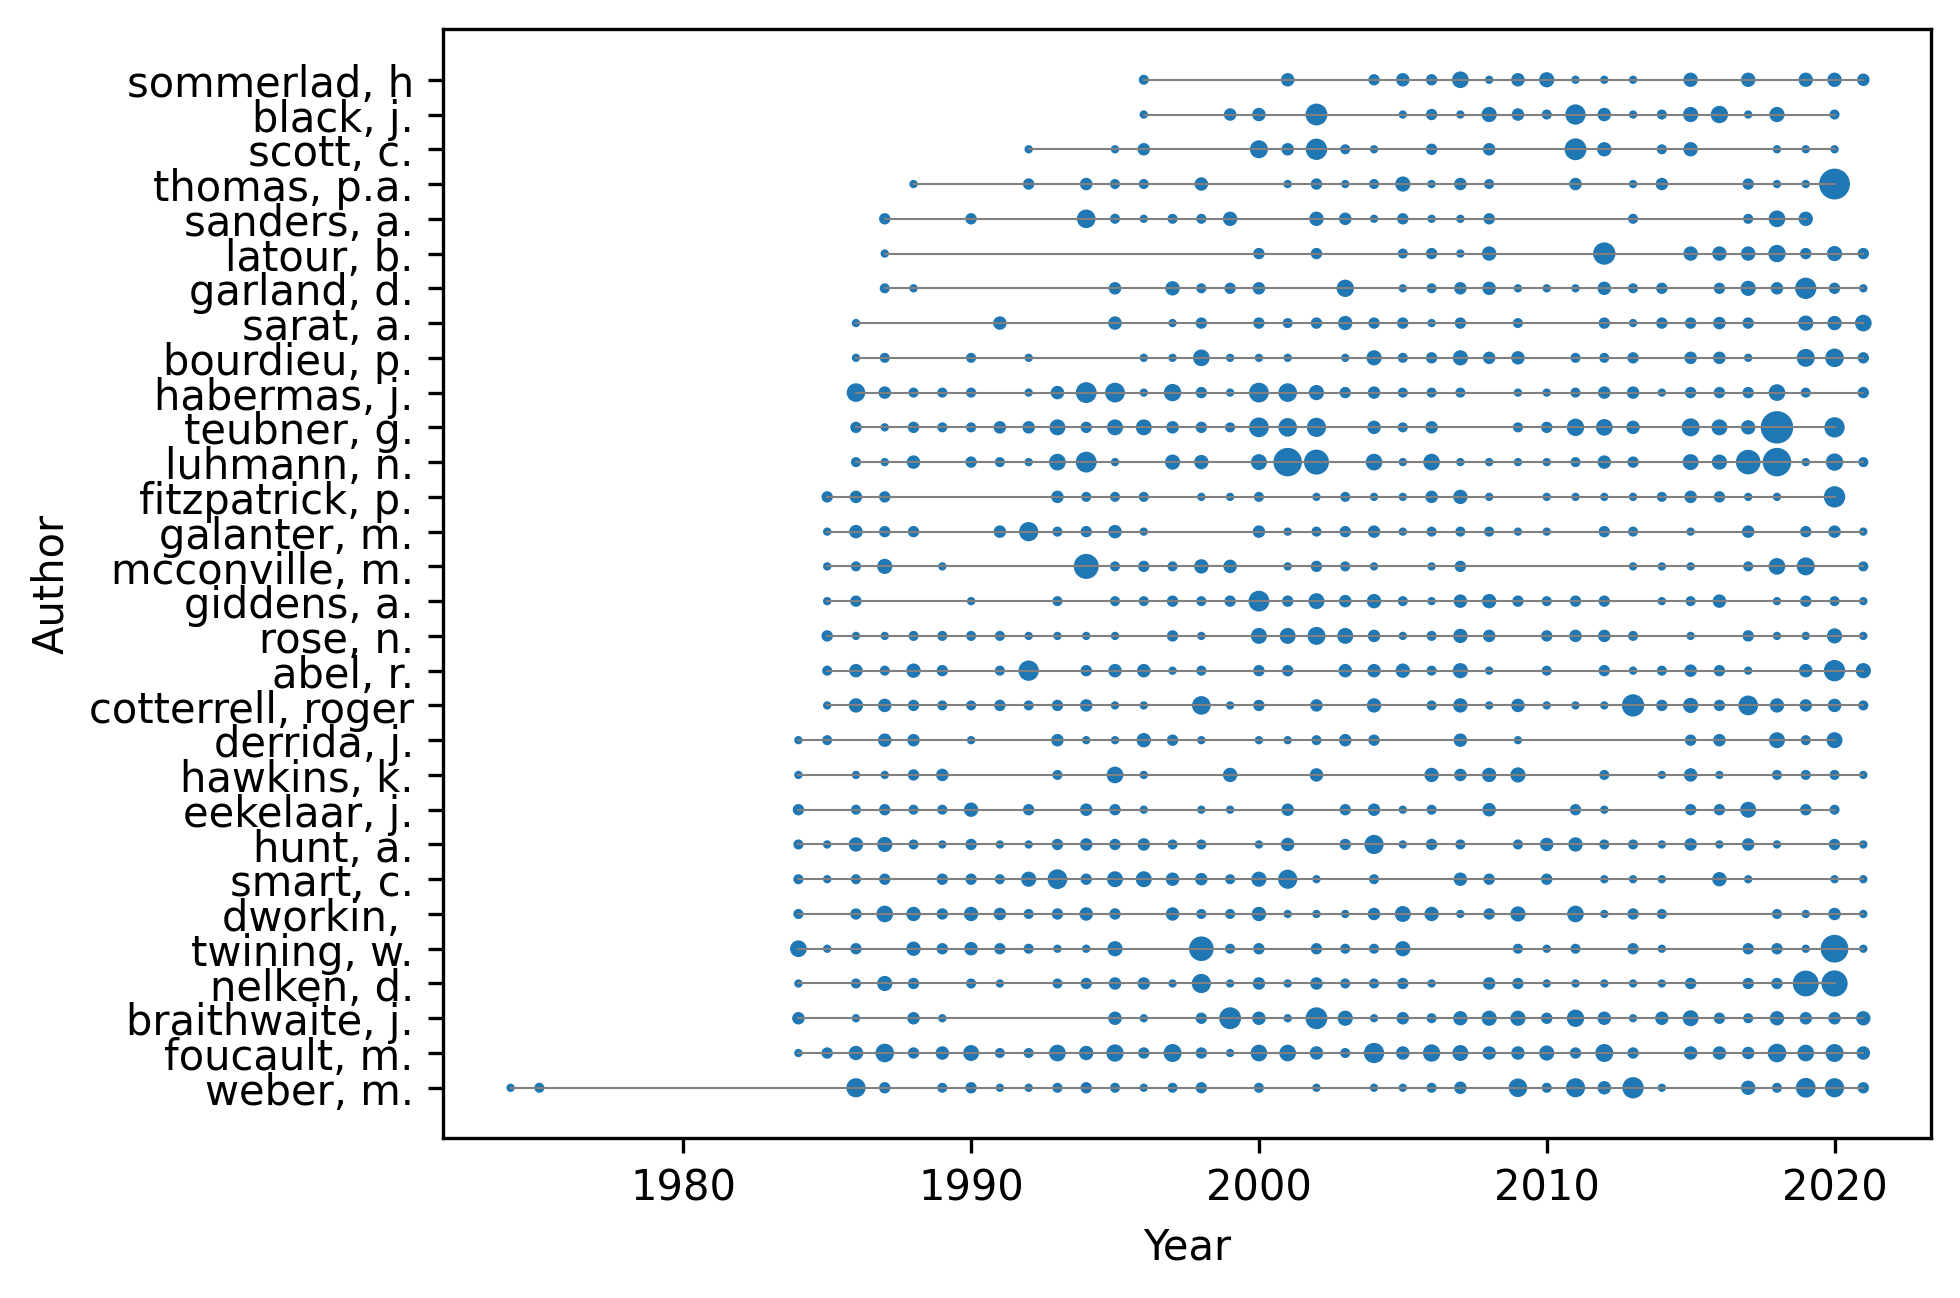 sommerlad, h
black, j.
scott, c.
thomas, p.a.
sanders, a.
latour, b.
garland, d.
sarat, a.
bourdieu, p.
habermas, j.
teubner, g.
luhmann, n.
fitzpatrick, p.
galanter, m.
mcconville, m.
giddens, a.
rose, n.
abel, r.
cotterrell, roger
derrida, j.
hawkins, k.
eekelaar, j.
hunt, a.
smart, c.
dworkin,
twining, w.
nelken, d.
braithwaite, j.
foucault, m.
weber, m.
Author
1980 1990 2000 2010 2020
Year